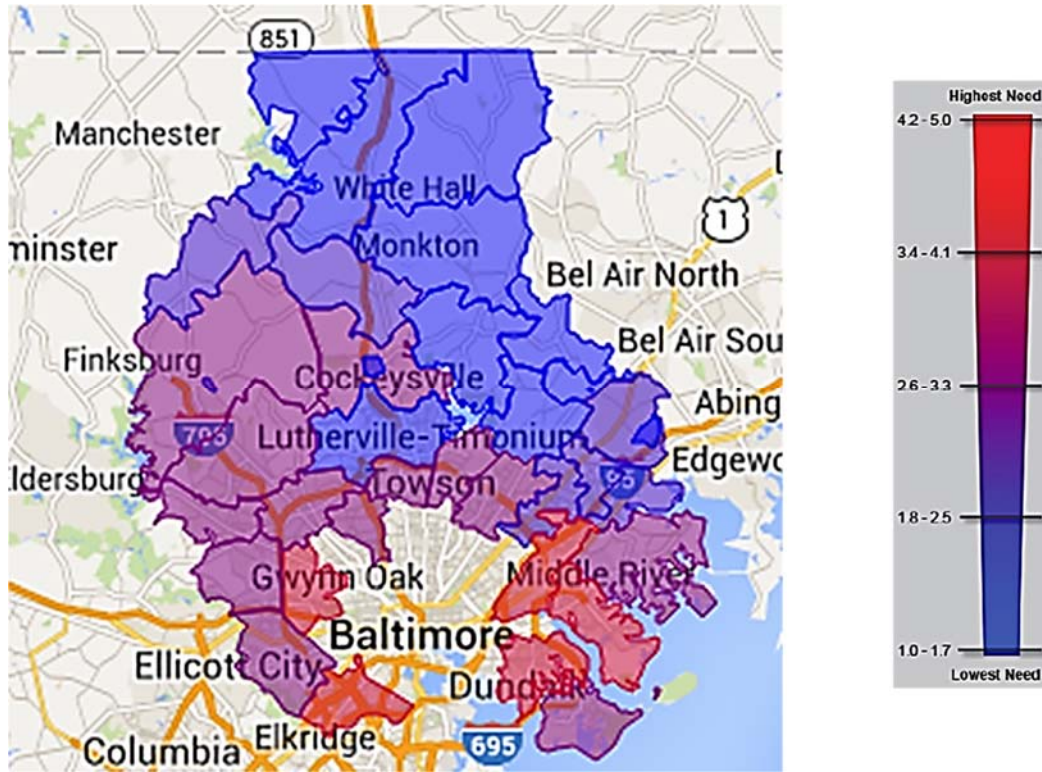 851
Manchester
White Hall
minster
Monkton
1
Bel Air North
Finksburg
Bel Air Sou
Cockeysville
Abing
795
Lutherville-Timonium
Eldersburg
Towson
95
Edgewo
Gwynn Oak
Middle River
Baltimore
Ellicott City
Dundalk
Columbia
Elkridge
695
Highest Need
4.2 - 5.0
3.4 - 4.1
2.6 - 3.3
1.8 - 2.5
1.0 - 1.7
Lowest Need